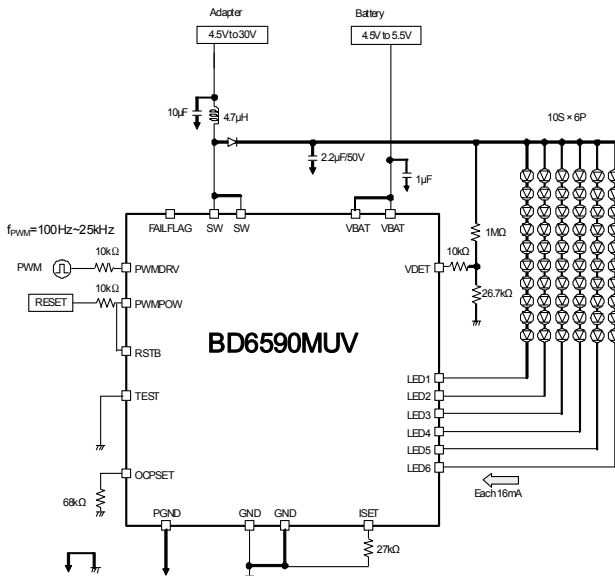 Adapter
Battery
4.5V to 30V
4.5V to 5.5V
10µF
4.7µH
10S × 6P
2.2µF/50V
1µF
fPWM=100Hz~25kHz
FAILFLAG
SW
SW
VBAT
VBAT
1MΩ
10kΩ
PWM
PWMDRV
VDET
10kΩ
10kΩ
RESET
PWMPOW
26.7kΩ
BD6590MUV
RSTB
LED1
TEST
LED2
LED3
LED4
LED5
OCPSET
LED6
Each 16mA
68kΩ
PGND
GND
GND
ISET
27kΩ